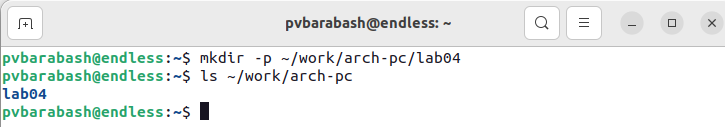 pvbarabash@endless: ~
pvbarabash@endless:~$ mkdir -p ~/work/arch-pc/lab04
pvbarabash@endless:~$ ls ~/work/arch-pc
lab04
pvbarabash@endless:~$